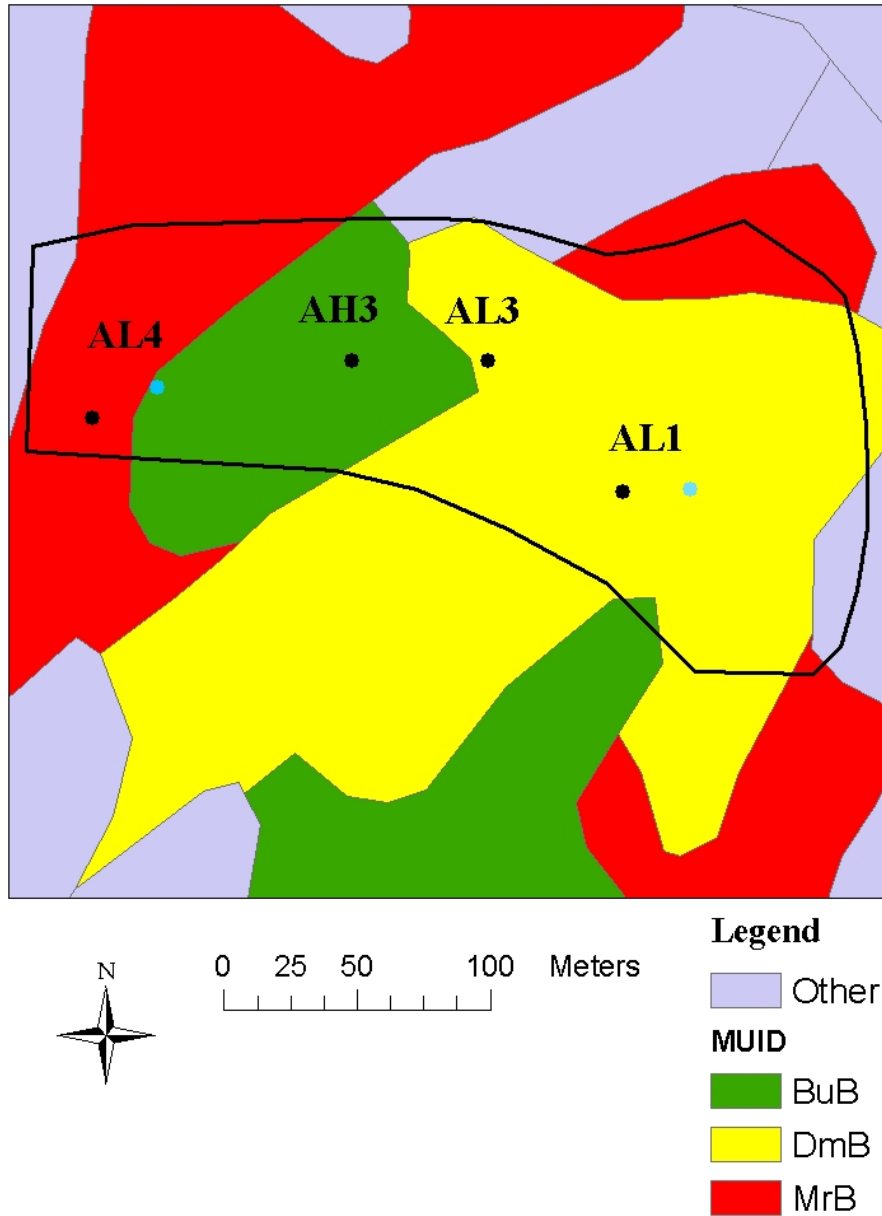 AH3 AL3
AL4
AL1
Legend
N
0 25 50 100 Meters
Other
MUID
BuB
DmB
MrB